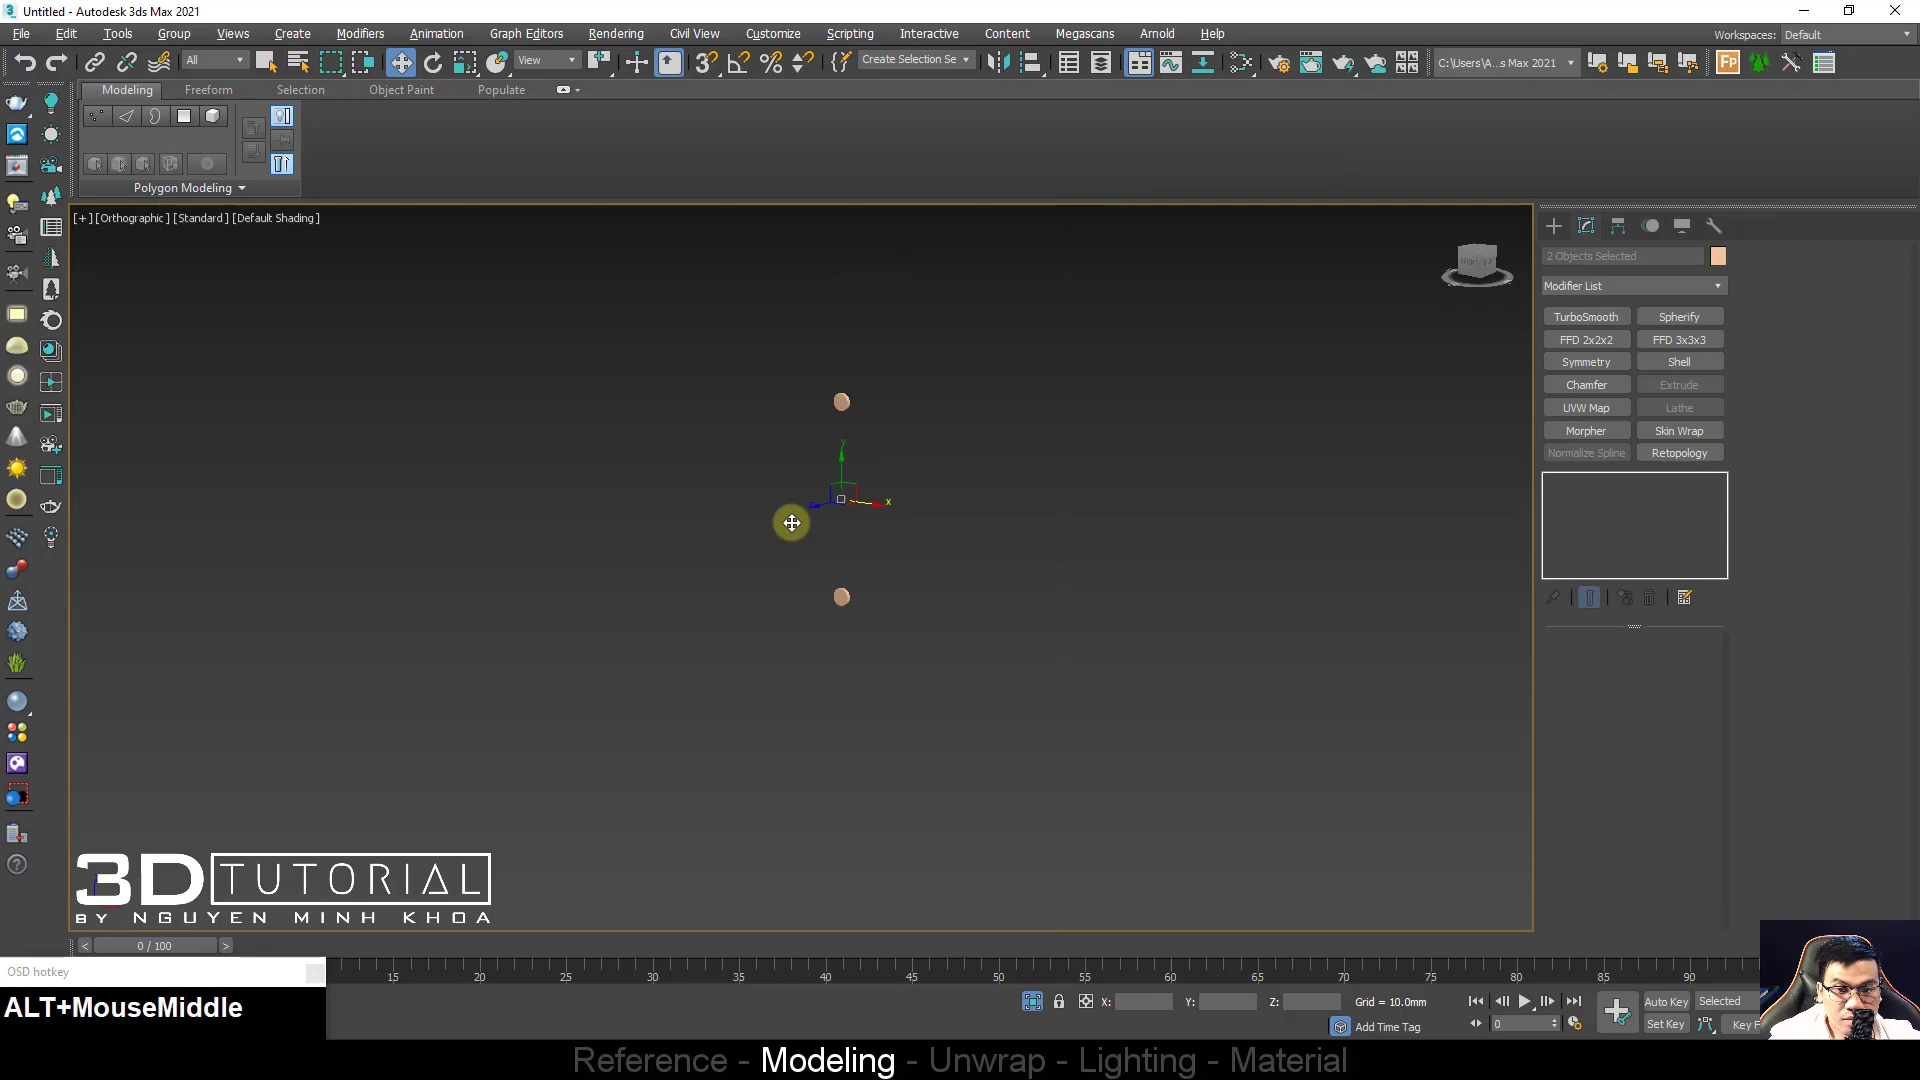 Untitled - Autodesk 3ds Max 2021
File Edit Tools Group Views Create Modifiers Animation Graph Editors Rendering Civil View Customize Scripting Interactive Content Megascans Arnold Help
Workspaces: Default
All
View
Create Selection Se
C:\Users\A...s Max 2021
Modeling Freeform Selection Object Paint Populate
Polygon Modeling
[+] [Orthographic] [Standard] [Default Shading]
2 Objects Selected
Modifier List
TurboSmooth Spherify
FFD 2x2x2 FFD 3x3x3
Symmetry Shell
Chamfer Extrude
UVW Map Lathe
Morpher Skin Wrap
Normalize Spline Retopology
y
x
3D TUTORIAL
BY NGUYEN MINH KHOA
< 0 / 100 >
OSD hotkey
ALT+MouseMiddle
15 20 25 30 35 40 45 50 55 60 65 70 75 80 85 90
X: Y: Z: Grid = 10.0mm
Add Time Tag
0
Auto Key Selected
Set Key Key F
Reference - Modeling - Unwrap - Lighting - Material